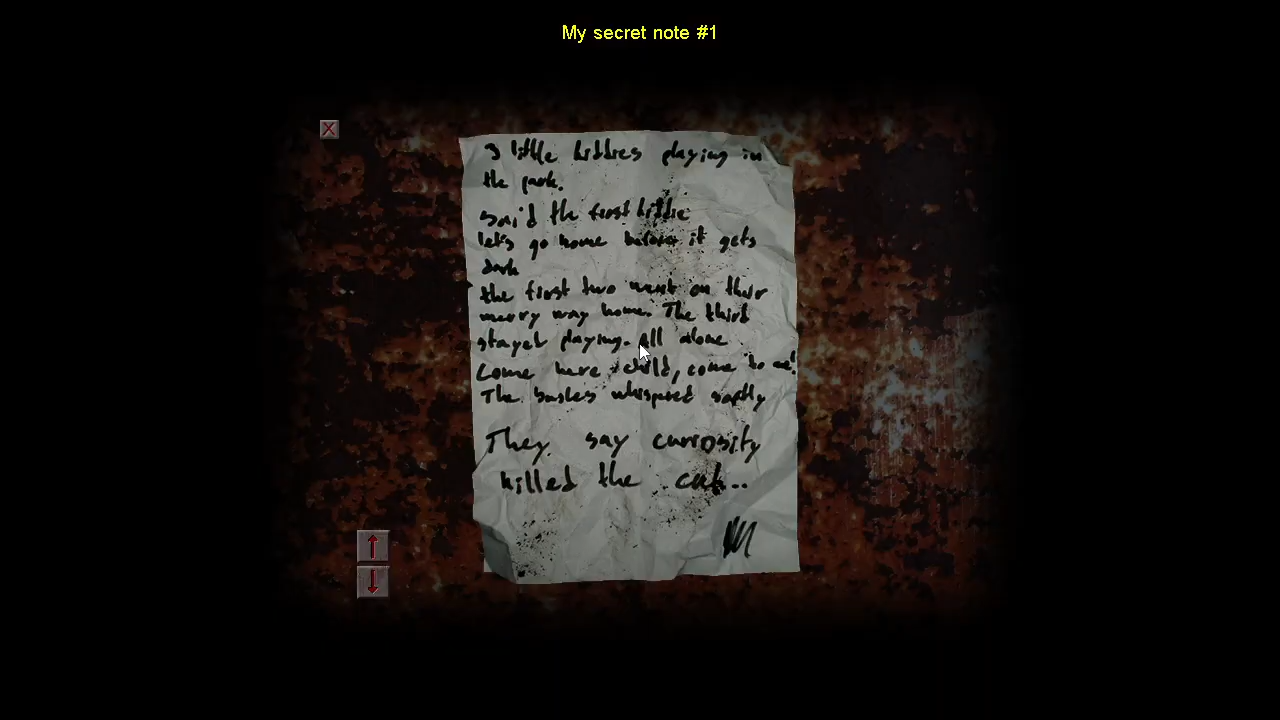 My secret note #1
3 little kiddies playing in
the park.
said the first kiddie
let's go home before it gets
dark
the first two went on their
merry way home. The third
stayet playing. All alone
Come here child, come to me!
The bushes whispered softly
They say curiosity
killed the cat...